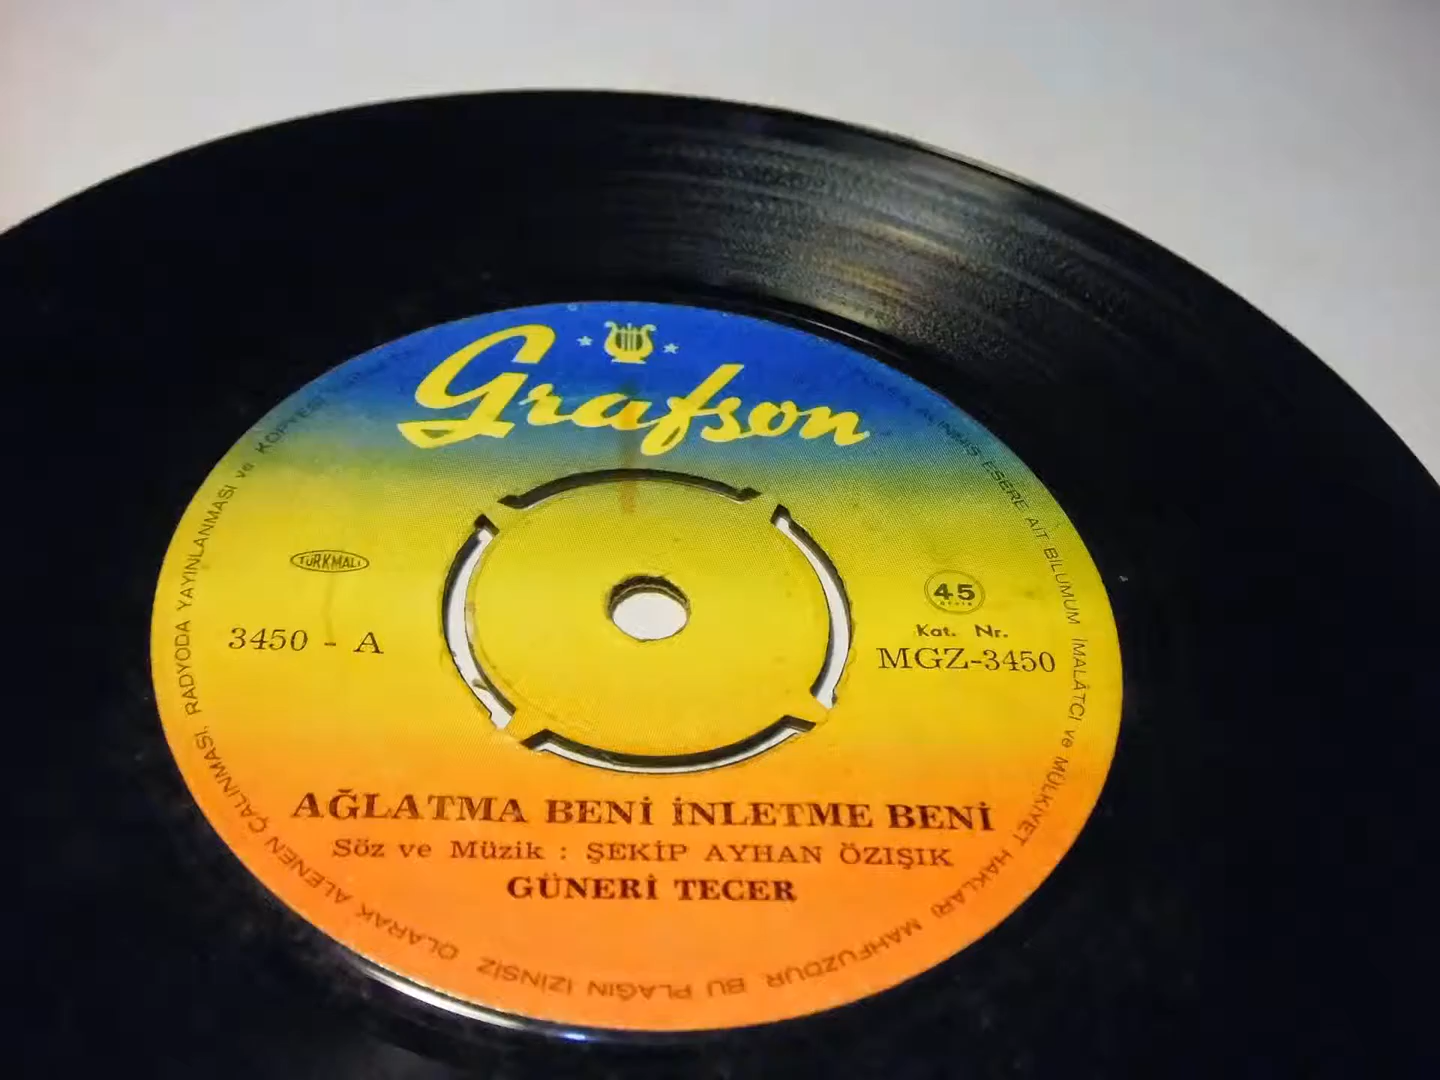 Grafson
TÜRKMALI
45
3450 - A
Kat. Nr.
MGZ-3450
AĞLATMA BENİ İNLETME BENİ
Söz ve Müzik : ŞEKİP AYHAN ÖZIŞIK
GÜNERİ TECER
ALINMIŞ ESERE AİT BİLUMUM İMALÂTCI ve MÜLKİYET HAKLARI MAHFUZDUR BU PLAĞIN İZİNSİZ OLARAK ALENEN ÇALINMASI, RADYODA YAYINLANMASI ve KOPYESİ